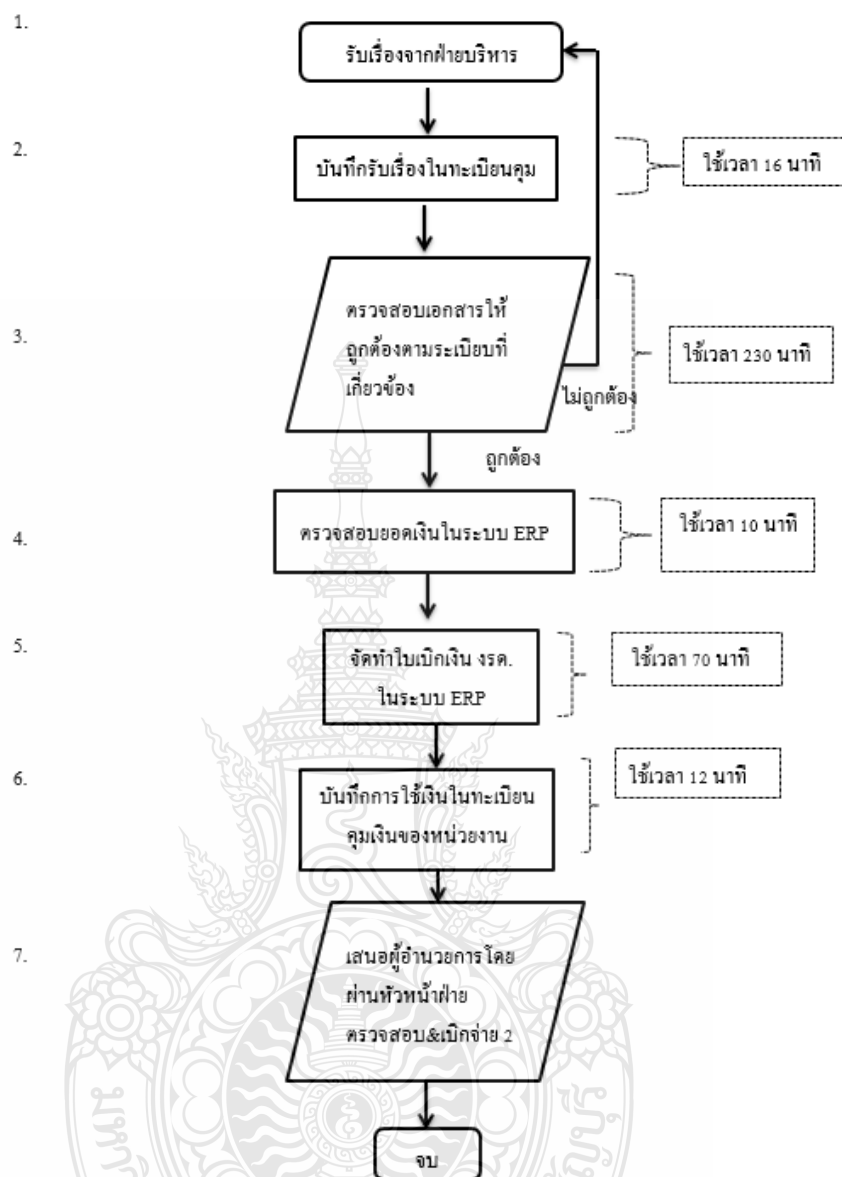 1.
รับเรื่องจากฝ่ายบริหาร
2.
บันทึกรับเรื่องในทะเบียนคุม
ใช้เวลา 16 นาที
3.
ตรวจสอบเอกสารให้
ถูกต้องตามระเบียบที่
เกี่ยวข้อง
ใช้เวลา 230 นาที
ไม่ถูกต้อง
ถูกต้อง
4.
ตรวจสอบยอดเงินในระบบ ERP
ใช้เวลา 10 นาที
5.
จัดทำใบเบิกเงิน งรด.
ในระบบ ERP
ใช้เวลา 70 นาที
6.
บันทึกการใช้เงินในทะเบียน
คุมเงินของหน่วยงาน
ใช้เวลา 12 นาที
7.
เสนอผู้อำนวยการโดย
ผ่านหัวหน้าฝ่าย
ตรวจสอบ&เบิกจ่าย 2
จบ